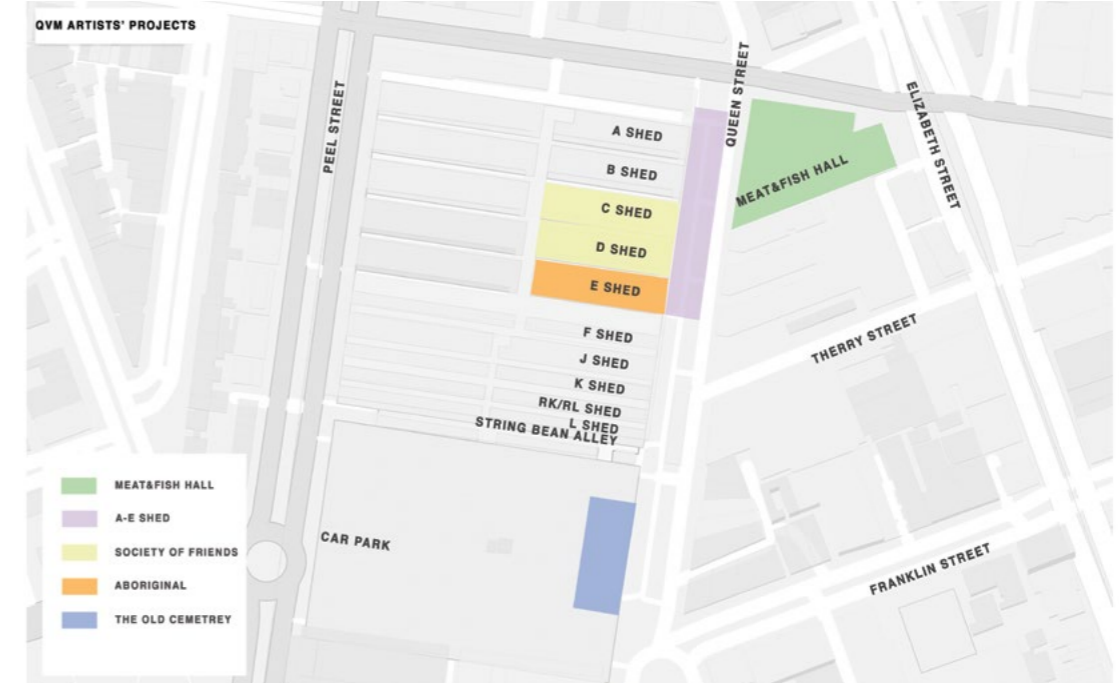 QVM ARTISTS' PROJECTS
PEEL STREET
QUEEN STREET
ELIZABETH STREET
A SHED
B SHED
C SHED
D SHED
E SHED
MEAT&FISH HALL
F SHED
J SHED
K SHED
RK/RL SHED
L SHED
STRING BEAN ALLEY
THERRY STREET
CAR PARK
FRANKLIN STREET
MEAT&FISH HALL
A-E SHED
SOCIETY OF FRIENDS
ABORIGINAL
THE OLD CEMETREY